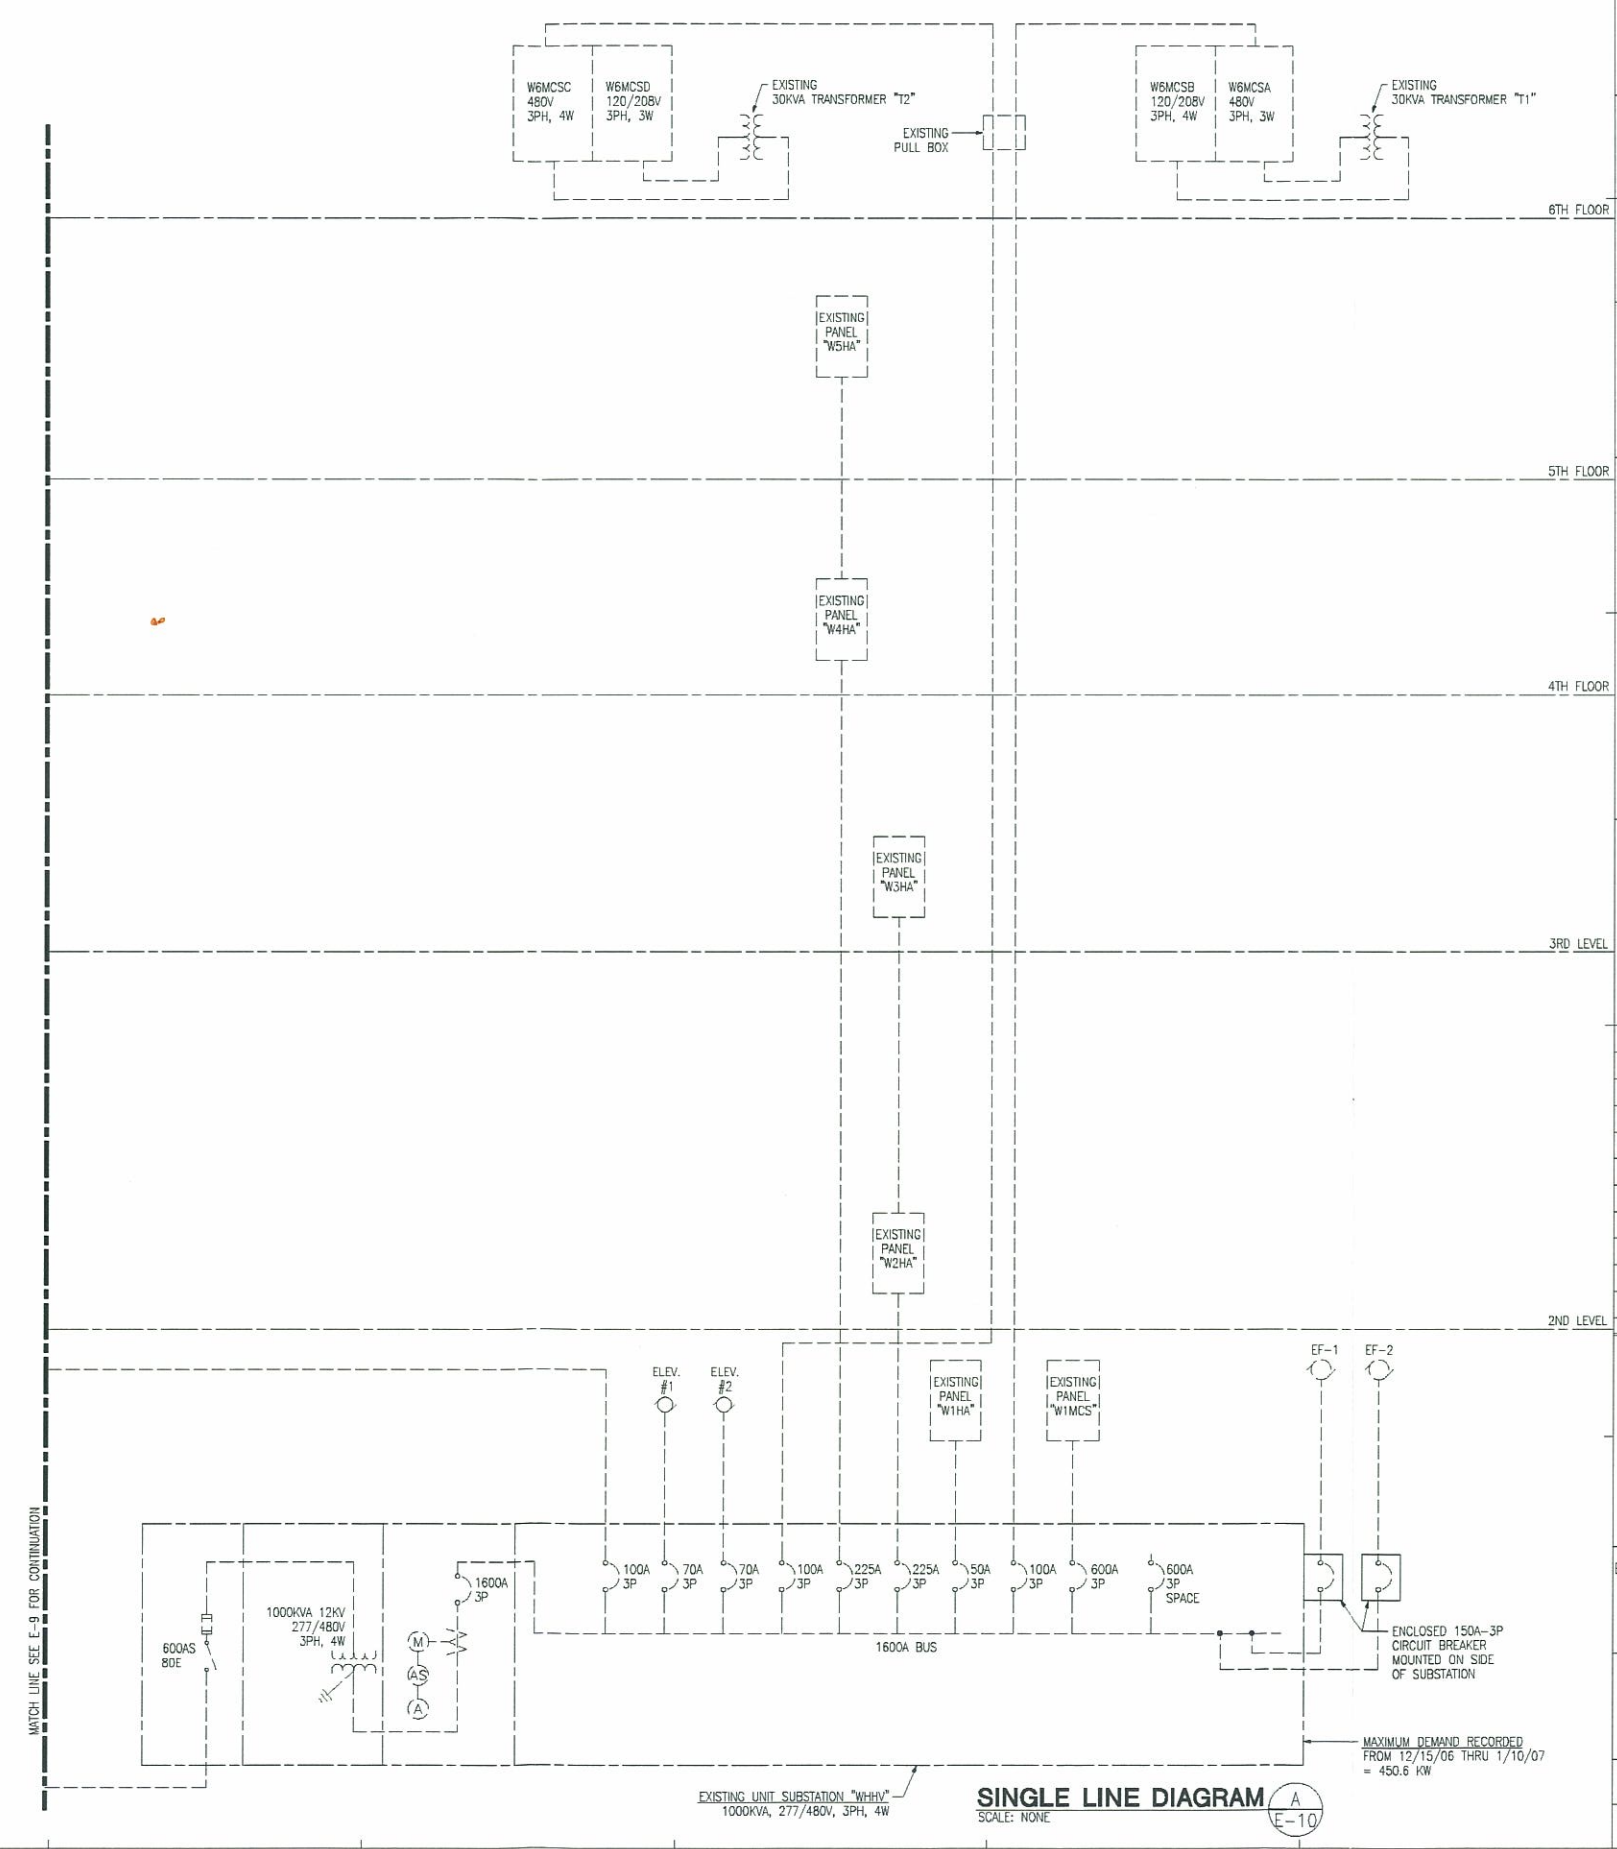 W6MCSC
480V
3PH, 4W
W6MCSD
120/208V
3PH, 3W
EXISTING
30KVA TRANSFORMER "T2"
EXISTING
PULL BOX
W6MCSB
120/208V
3PH, 4W
W6MCSA
480V
3PH, 3W
EXISTING
30KVA TRANSFORMER "T1"
6TH FLOOR
EXISTING
PANEL
"W5HA"
5TH FLOOR
EXISTING
PANEL
"W4HA"
4TH FLOOR
EXISTING
PANEL
"W3HA"
3RD LEVEL
EXISTING
PANEL
"W2HA"
2ND LEVEL
ELEV.
#1
ELEV.
#2
EXISTING
PANEL
"W1HA"
EXISTING
PANEL
"W1MCS"
EF-1
EF-2
MATCH LINE SEE E-9 FOR CONTINUATION
600AS
80E
1000KVA 12KV
277/480V
3PH, 4W
M
AS
A
1600A
3P
100A
3P
70A
3P
70A
3P
100A
3P
225A
3P
225A
3P
50A
3P
100A
3P
600A
3P
600A
3P
SPACE
1600A BUS
ENCLOSED 150A-3P
CIRCUIT BREAKER
MOUNTED ON SIDE
OF SUBSTATION
MAXIMUM DEMAND RECORDED
FROM 12/15/06 THRU 1/10/07
= 450.6 KW
EXISTING UNIT SUBSTATION "WHHV"
1000KVA, 277/480V, 3PH, 4W
SINGLE LINE DIAGRAM
SCALE: NONE
A
E-10